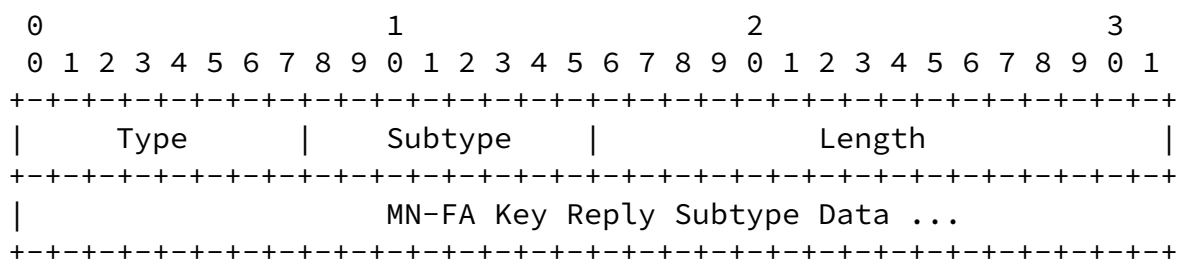 0                   1                   2                   3
 0 1 2 3 4 5 6 7 8 9 0 1 2 3 4 5 6 7 8 9 0 1 2 3 4 5 6 7 8 9 0 1
+-+-+-+-+-+-+-+-+-+-+-+-+-+-+-+-+-+-+-+-+-+-+-+-+-+-+-+-+-+-+-+-+
|     Type      |    Subtype    |            Length             |
+-+-+-+-+-+-+-+-+-+-+-+-+-+-+-+-+-+-+-+-+-+-+-+-+-+-+-+-+-+-+-+-+
|                    MN-FA Key Reply Subtype Data ...
+-+-+-+-+-+-+-+-+-+-+-+-+-+-+-+-+-+-+-+-+-+-+-+-+-+-+-+-+-+-+-+-+